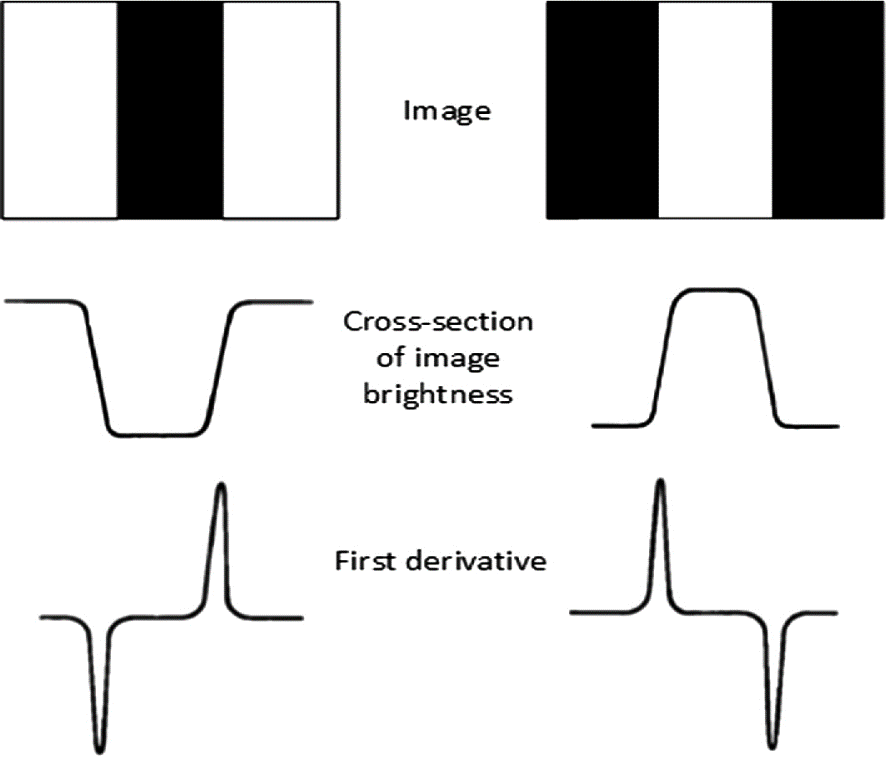 Image
Cross-section
of image
brightness
First derivative